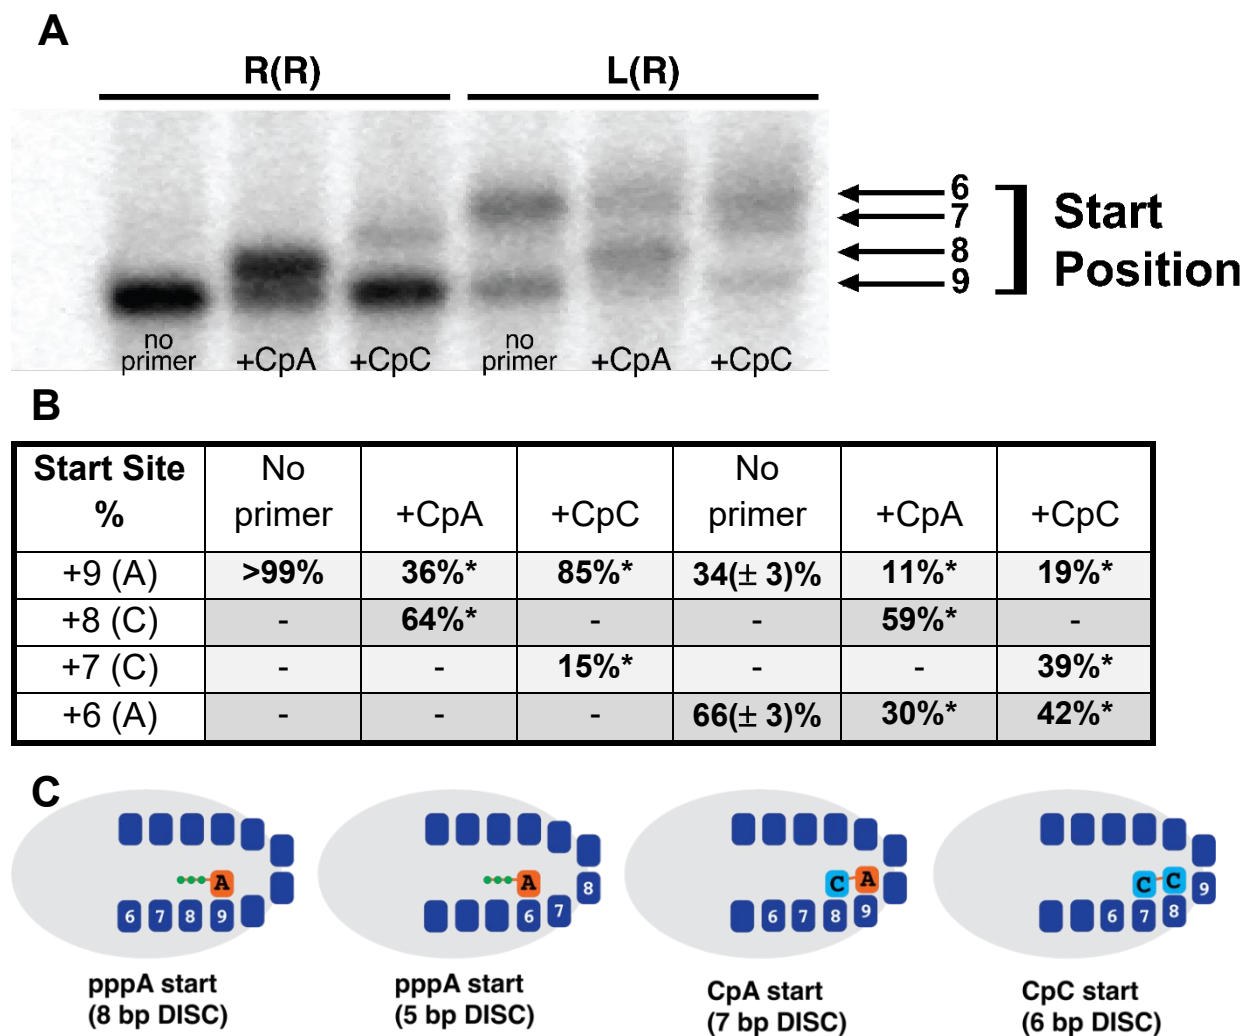 A
R(R) L(R)
no primer +CpA +CpC no primer +CpA +CpC
6
7
8
9
Start
Position
B
Start Site % No primer +CpA +CpC No primer +CpA +CpC
+9 (A) >99% 36%* 85%* 34(± 3)% 11%* 19%*
+8 (C) - 64%* - - 59%* -
+7 (C) - - 15%* - - 39%*
+6 (A) - - - 66(± 3)% 30%* 42%*
C
A
6 7 8 9
pppA start
(8 bp DISC)
A
6 7 8
pppA start
(5 bp DISC)
C A
6 7 8 9
CpA start
(7 bp DISC)
C C
6 7 8 9
CpC start
(6 bp DISC)